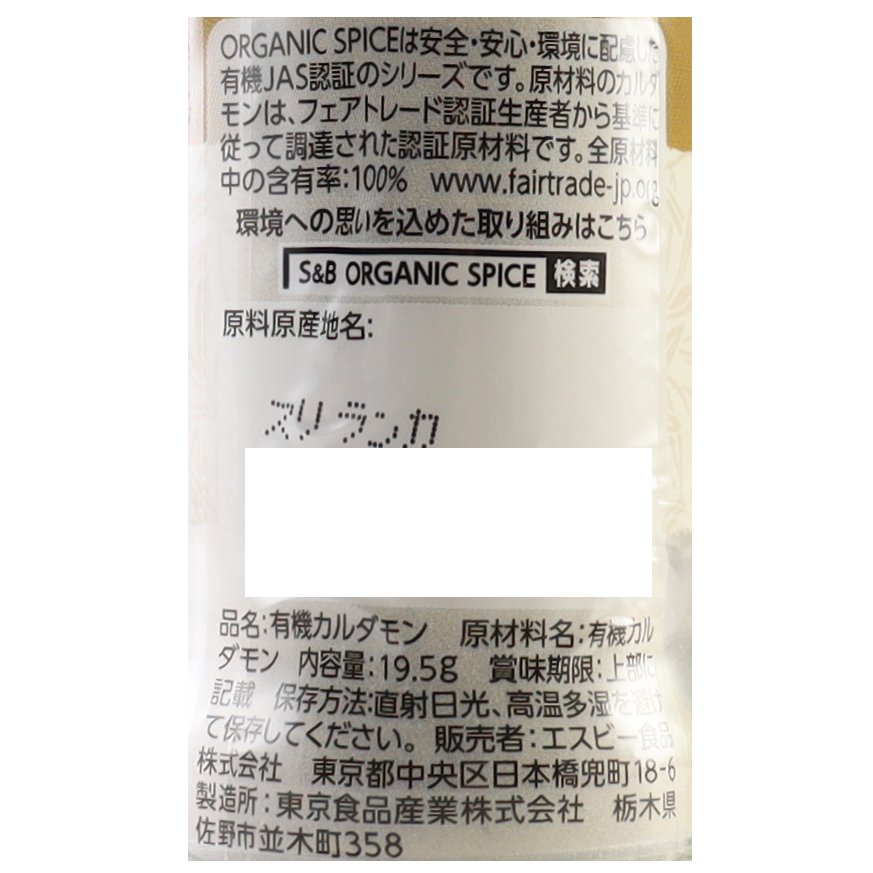 ORGANIC SPICEは安全・安心・環境に配慮した
有機JAS認証のシリーズです。原材料のカルダ
モンは、フェアトレード認証生産者から基準に
従って調達された認証原材料です。全原材料
中の含有率:100% www.fairtrade-jp.org
環境への思いを込めた取り組みはこちら
S&B ORGANIC SPICE 検索
原料原産地名:
スリランカ
品名:有機カルダモン 原材料名:有機カル
ダモン 内容量:19.5g 賞味期限:上部に
記載 保存方法:直射日光、高温多湿を避け
て保存してください。 販売者:エスビー食品
株式会社 東京都中央区日本橋兜町18-6
製造所:東京食品産業株式会社 栃木県
佐野市並木町358